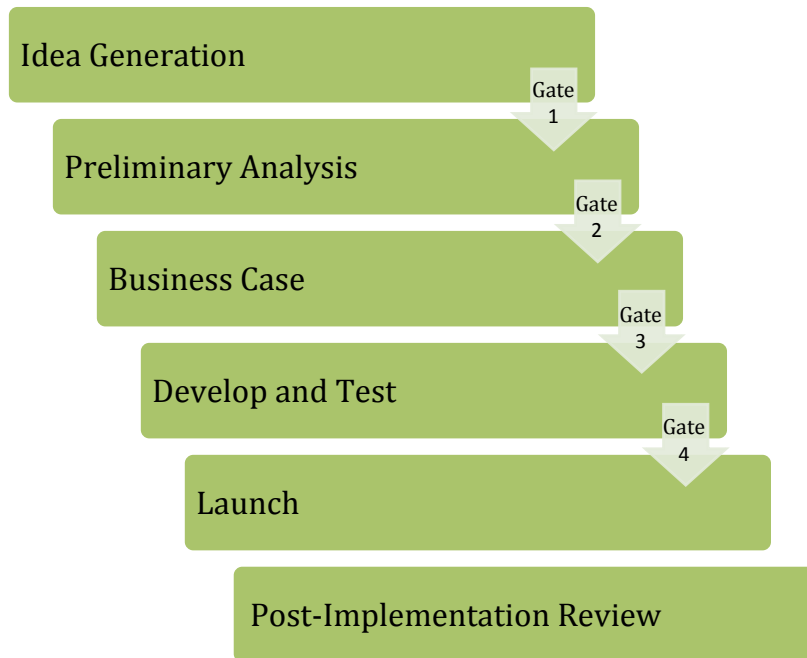 Idea Generation
Gate
1
Preliminary Analysis
Gate
2
Business Case
Gate
3
Develop and Test
Gate
4
Launch
Post-Implementation Review